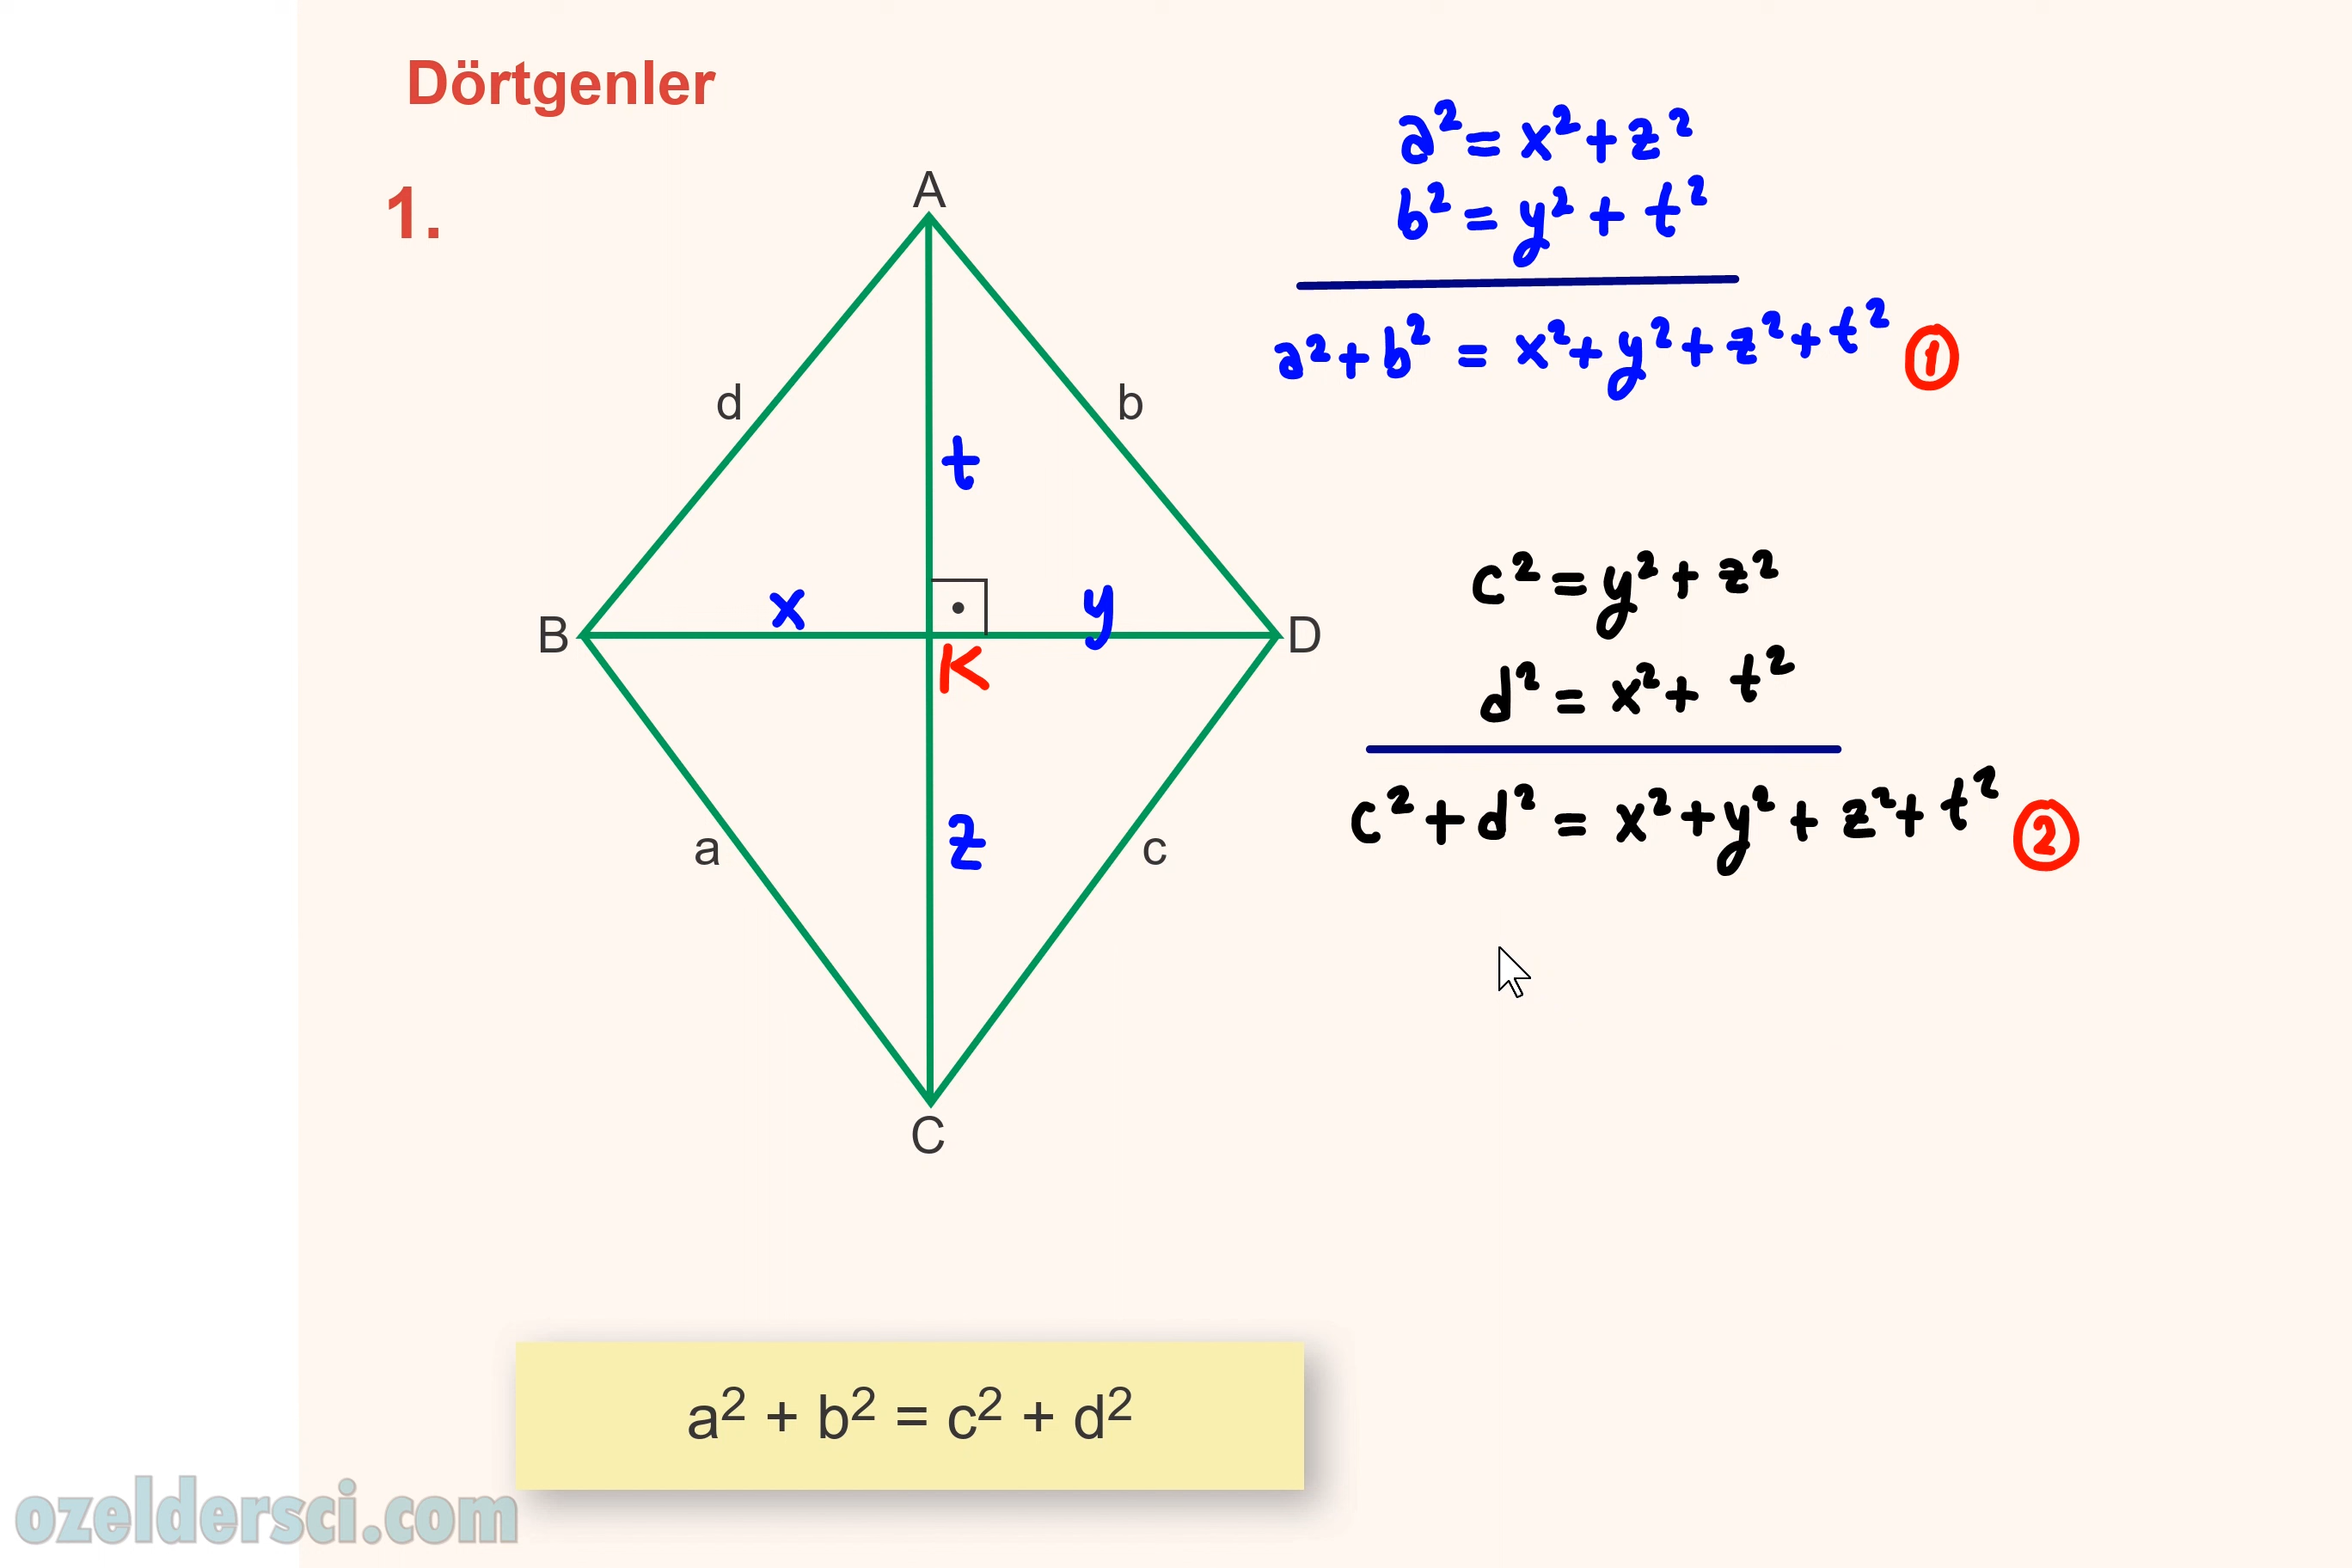 Dörtgenler
1.
A
d
b
t
B
x
y
D
K
a
z
c
C
a² = x² + z²
b² = y² + t²
a² + b² = x² + y² + z² + t² ①
c² = y² + z²
d² = x² + t²
c² + d² = x² + y² + z² + t² ②
a² + b² = c² + d²
ozeldersci.com